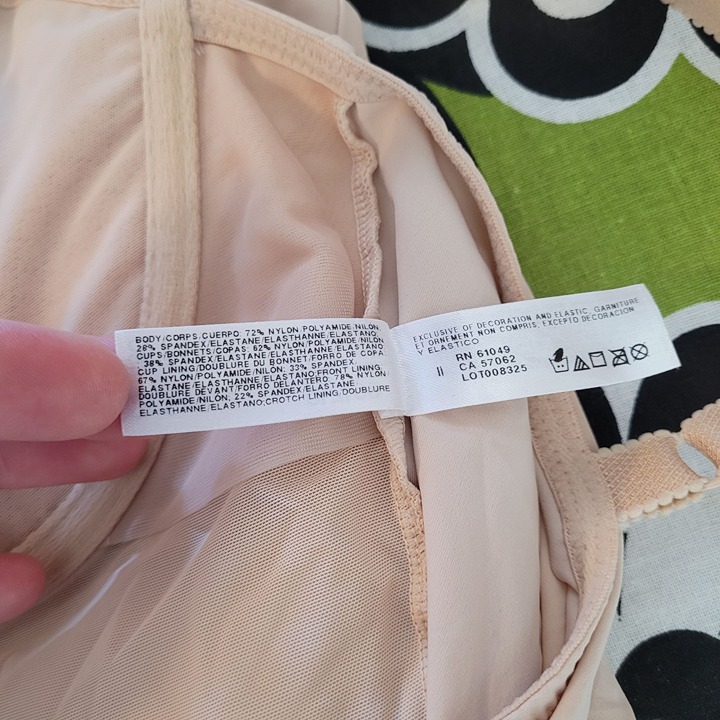 BODY/CORPS/CUERPO: 72% NYLON/POLYAMIDE/NILON,
28% SPANDEX/ELASTANE/ELASTHANNE/ELASTANO
CUPS/BONNETS/COPAS: 62% NYLON/POLYAMIDE/NILON
38% SPANDEX/ELASTANE/ELASTHANNE/ELASTANO
CUP LINING/DOUBLURE DU BONNET/FORRO DE COPA
67% NYLON/POLYAMIDE/NILON, 33% SPANDEX/
ELASTANE/ELASTHANNE/ELASTANO;FRONT LINING/
DOUBLURE DEVANT/FORRO DELANTERO: 78% NYLON/
POLYAMIDE/NILON, 22% SPANDEX/ELASTANE
ELASTHANNE/ELASTANO;CROTCH LINING/DOUBLURE
EXCLUSIVE OF DECORATION AND ELASTIC, GARNITURE
ET ORNEMENT NON COMPRIS, EXCEPTO DECORACION
Y ELASTICO
II
RN 61049
CA 57062
LOT008325